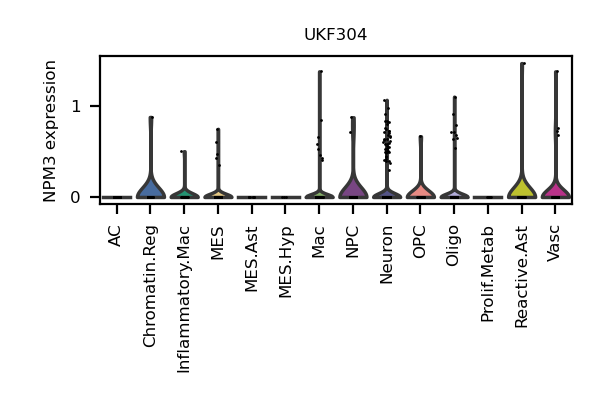 UKF304
NPM3 expression
1
0
AC
Chromatin.Reg
Inflammatory.Mac
MES
MES.Ast
MES.Hyp
Mac
NPC
Neuron
OPC
Oligo
Prolif.Metab
Reactive.Ast
Vasc